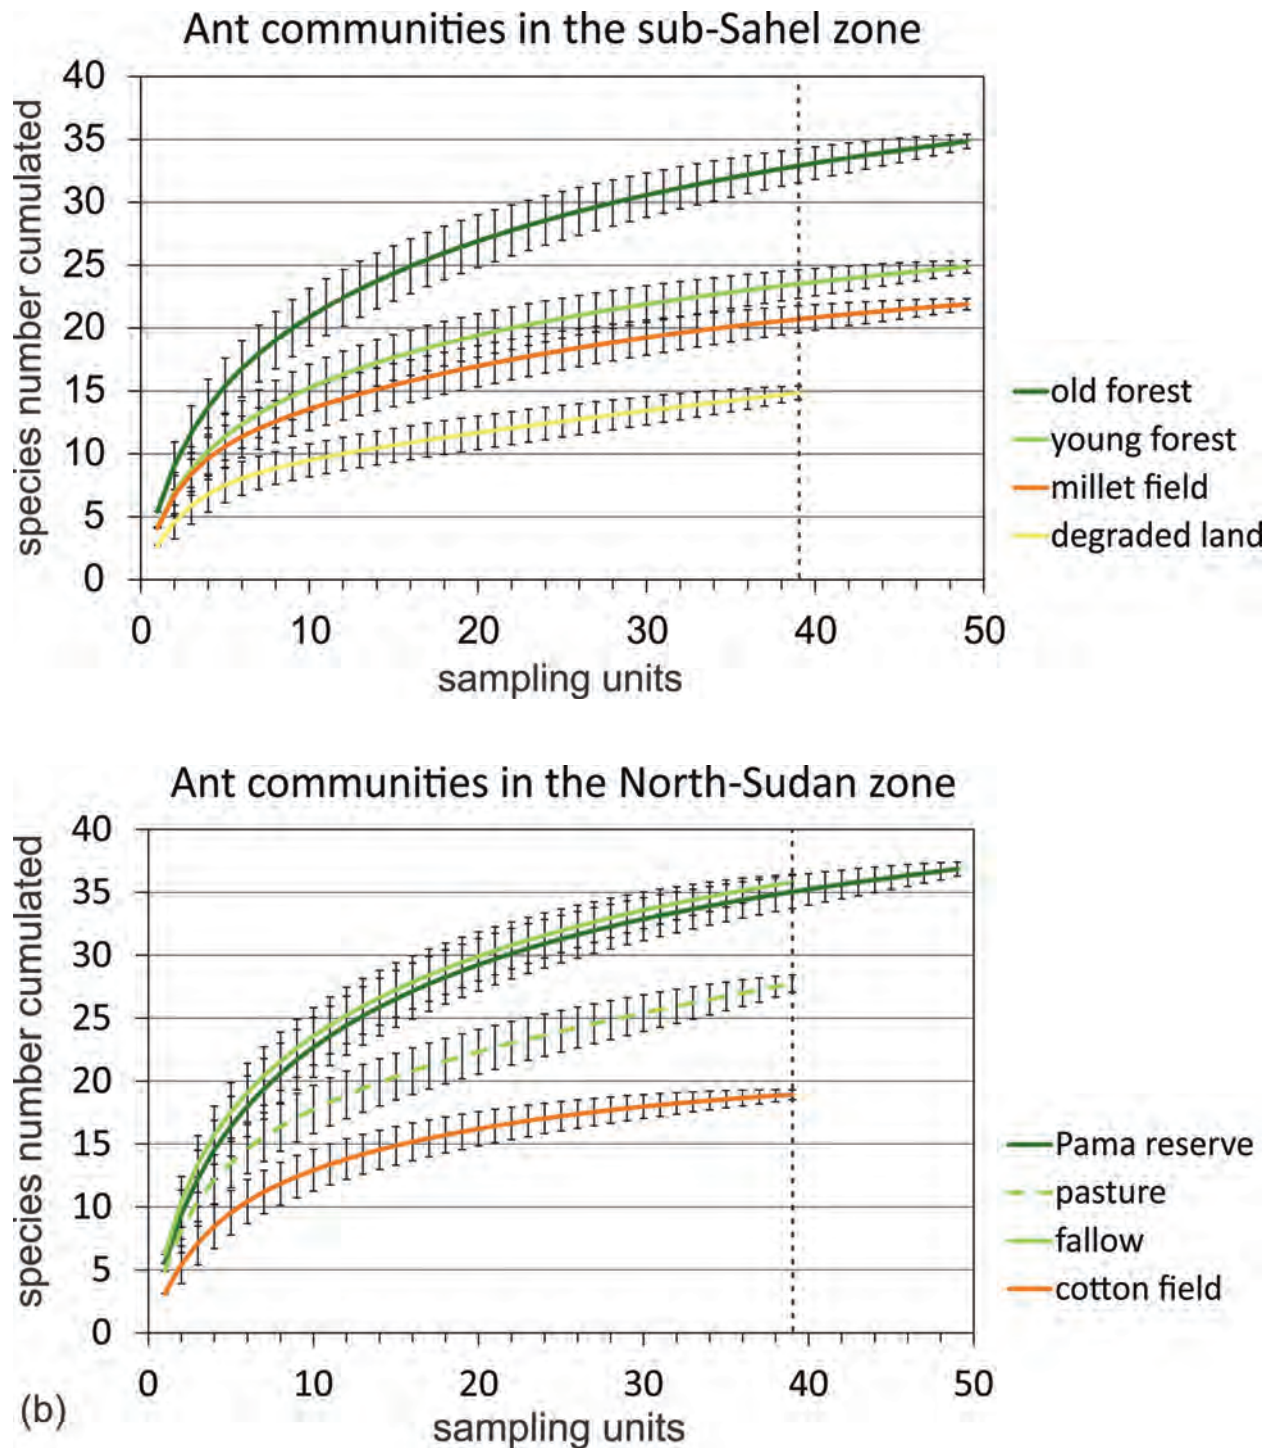 Ant communities in the sub-Sahel zone
species number cumulated
40
35
30
25
20
15
10
5
0
0 10 20 30 40 50
sampling units
old forest
young forest
millet field
degraded land
Ant communities in the North-Sudan zone
species number cumulated
40
35
30
25
20
15
10
5
0
0 10 20 30 40 50
sampling units
Pama reserve
pasture
fallow
cotton field
(b)